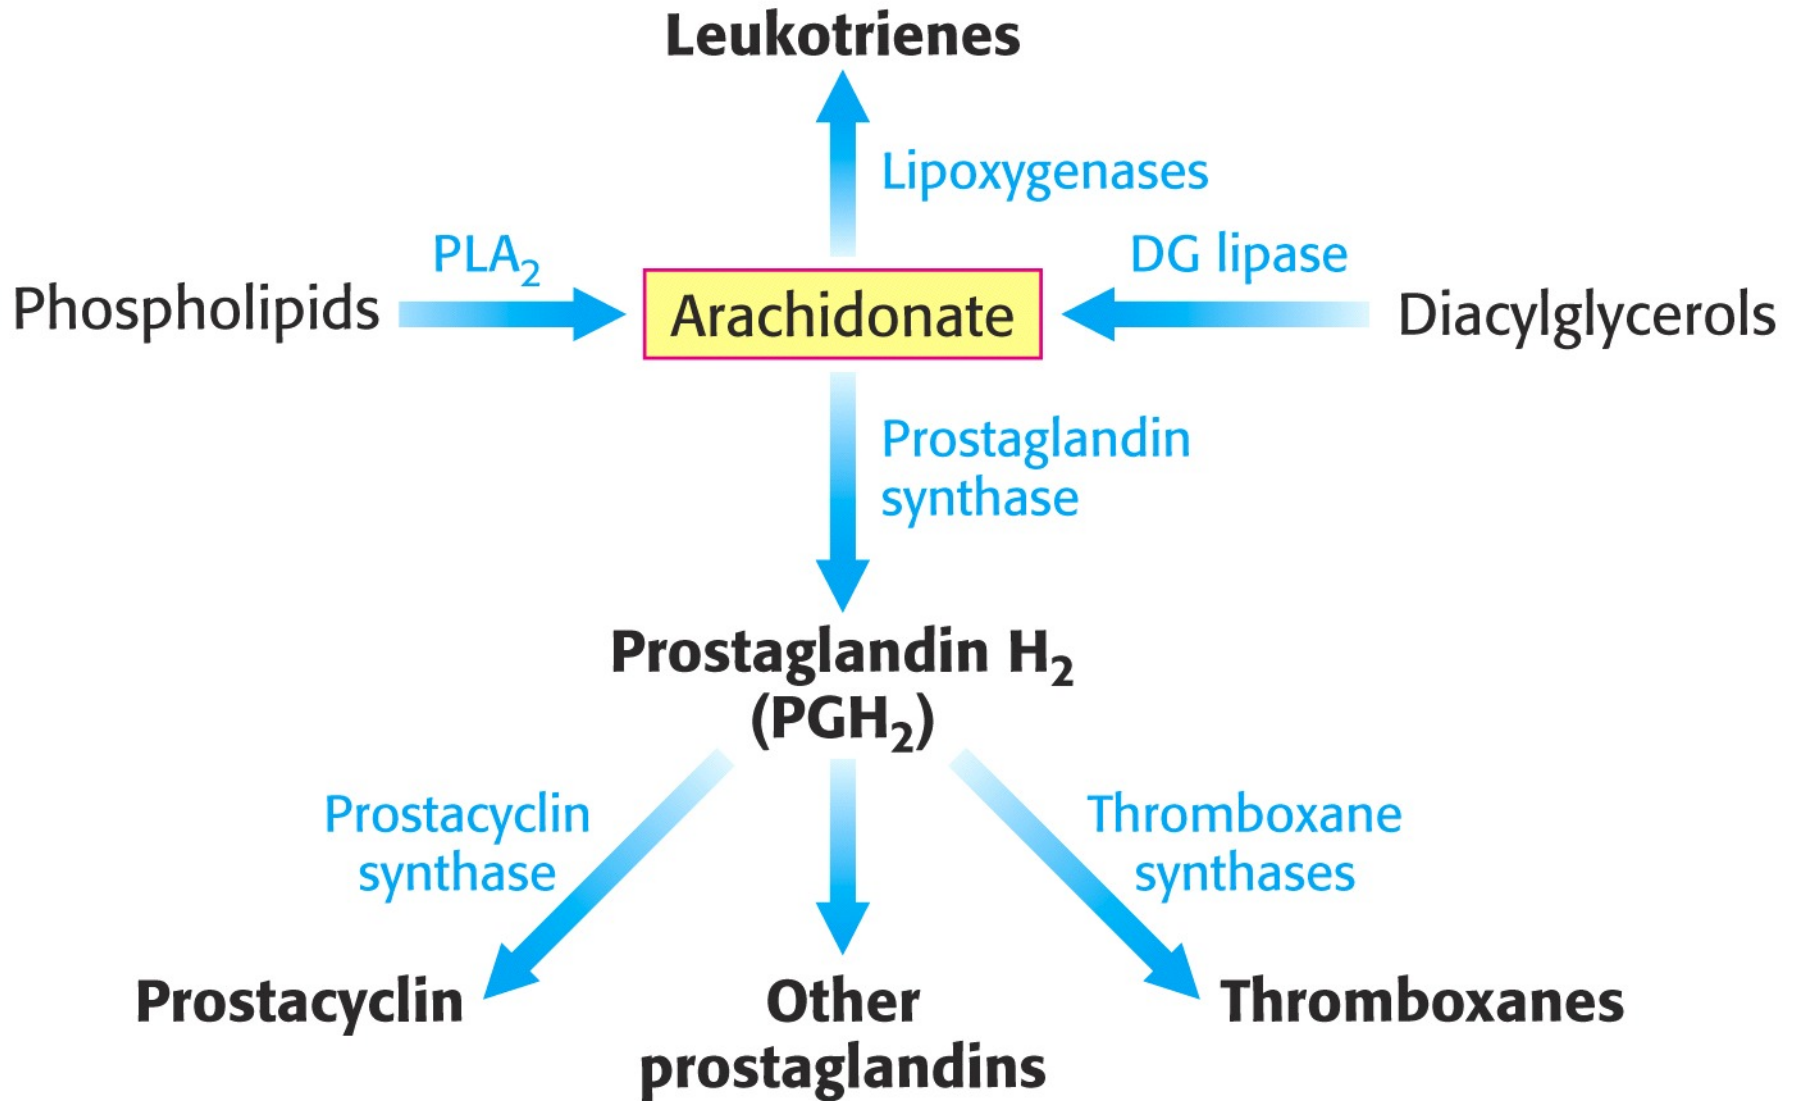 Leukotrienes
Lipoxygenases
PLA₂
DG lipase
Phospholipids
Arachidonate
Diacylglycerols
Prostaglandin
synthase
Prostaglandin H₂
(PGH₂)
Prostacyclin
synthase
Thromboxane
synthases
Prostacyclin
Other
prostaglandins
Thromboxanes